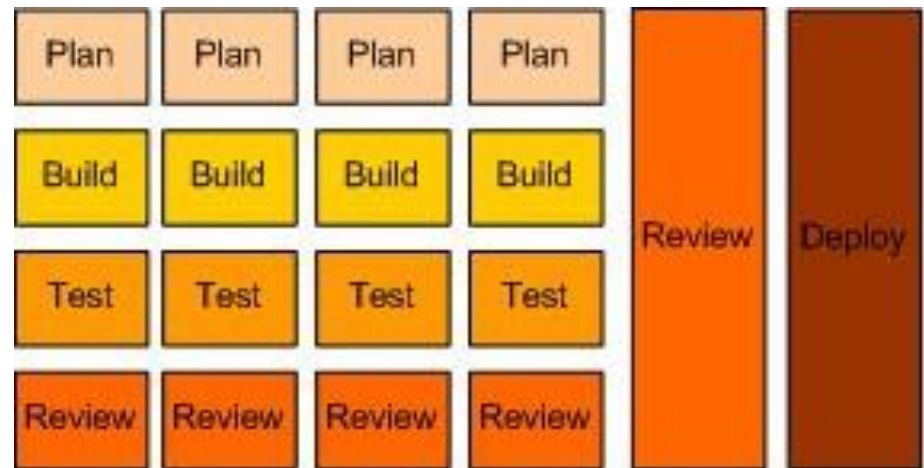 Plan Plan Plan Plan
Build Build Build Build
Review Deploy
Test Test Test Test
Review Review Review Review